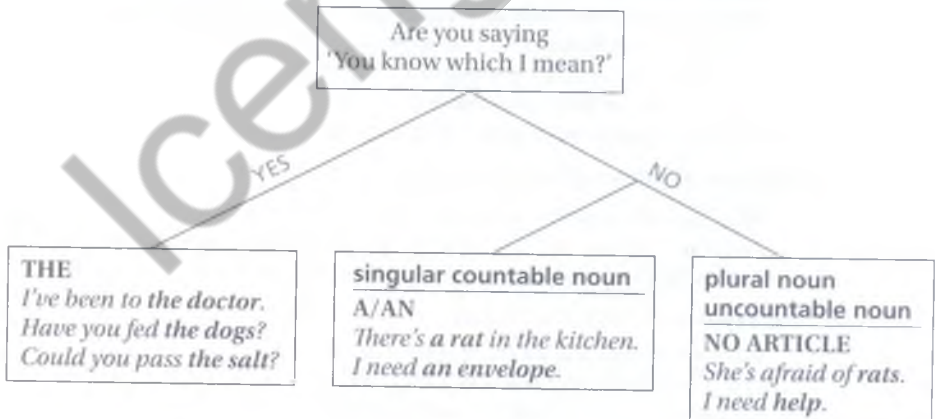 Are you saying
'You know which I mean?'
YES
NO
THE
I've been to the doctor.
Have you fed the dogs?
Could you pass the salt?
singular countable noun
A/AN
There's a rat in the kitchen.
I need an envelope.
plural noun
uncountable noun
NO ARTICLE
She's afraid of rats.
I need help.